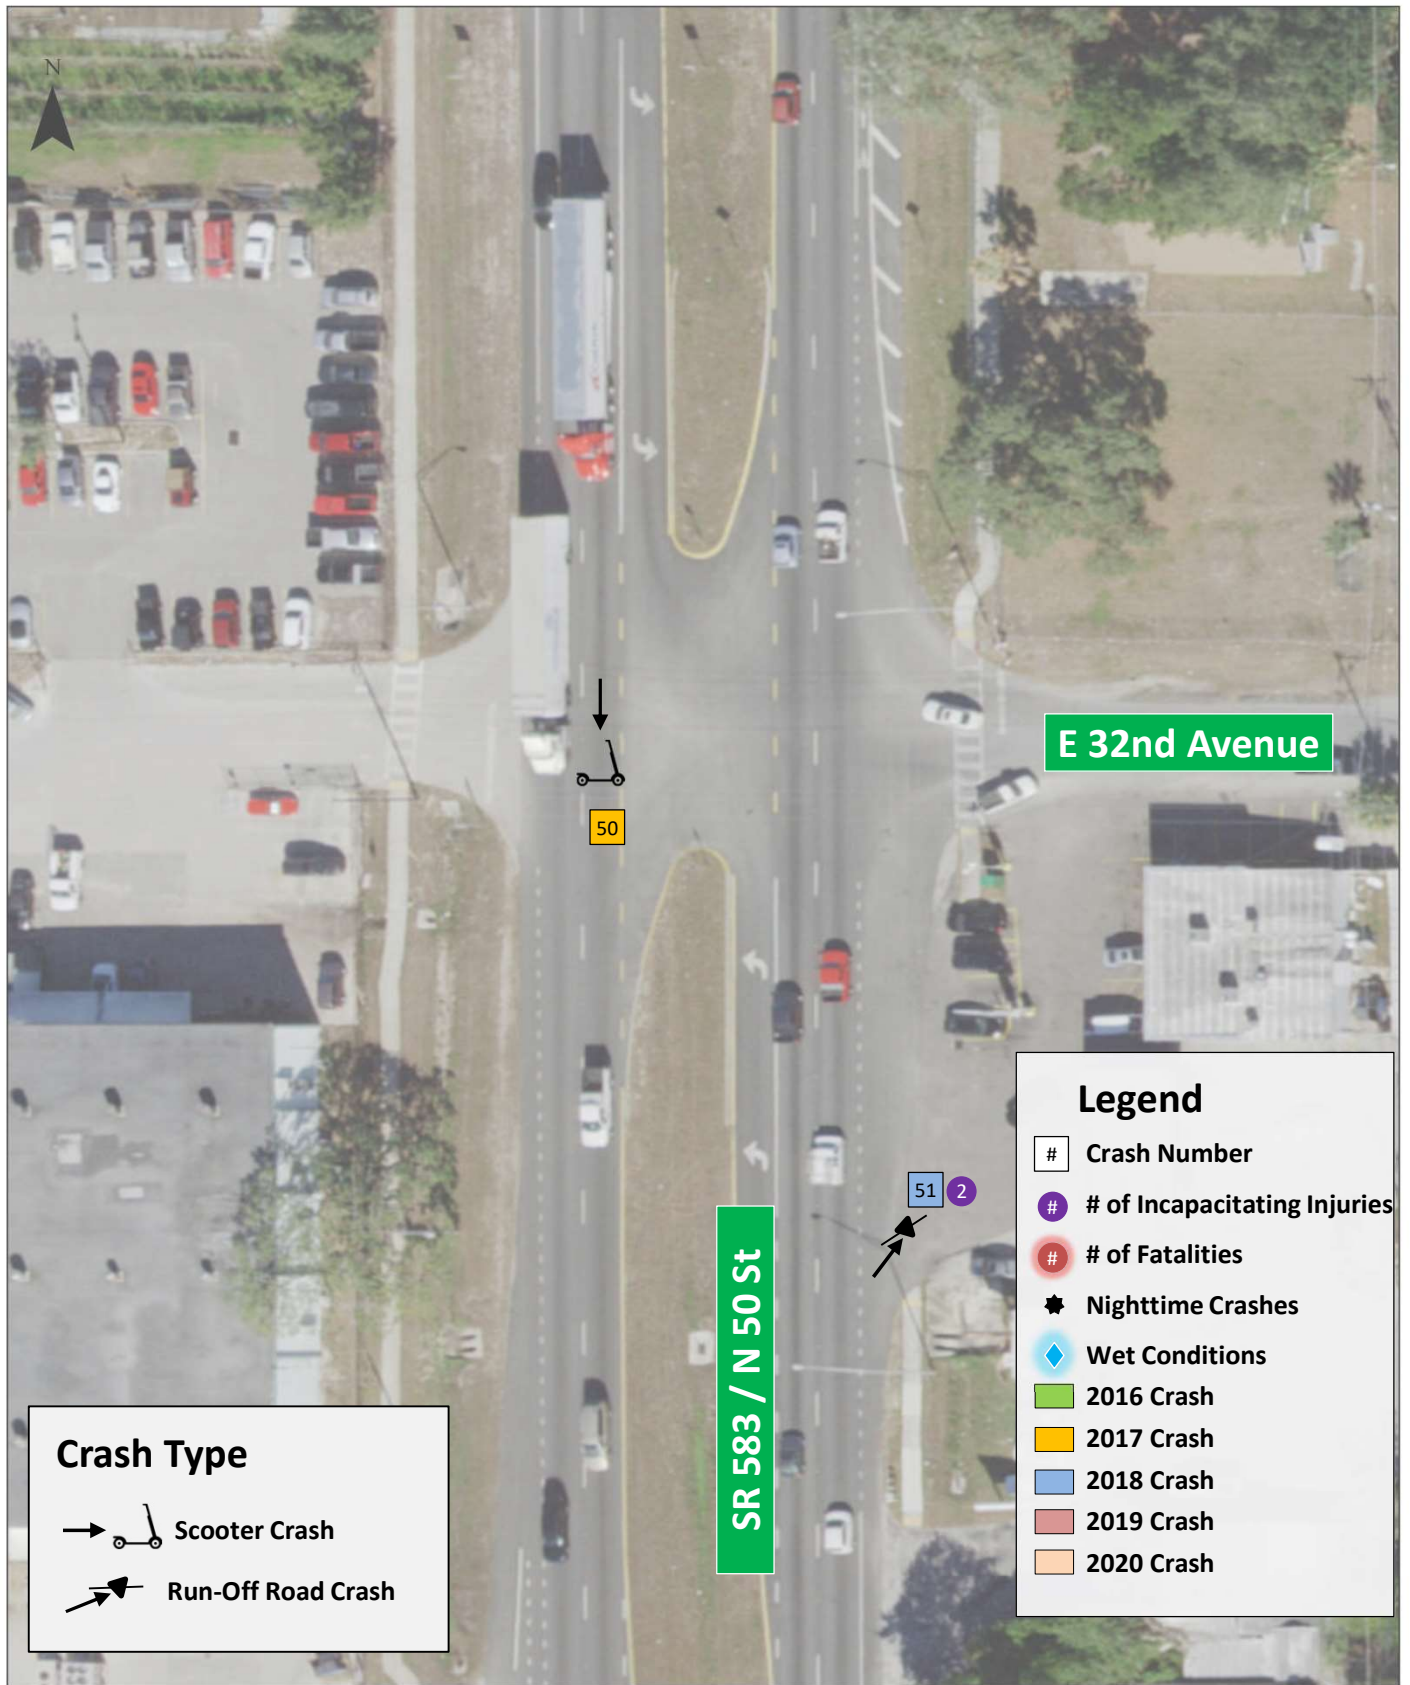 N
E 32nd Avenue
50
51
2
SR 583 / N 50 St
Legend
# Crash Number
# # of Incapacitating Injuries
# # of Fatalities
Nighttime Crashes
Wet Conditions
2016 Crash
2017 Crash
2018 Crash
2019 Crash
2020 Crash
Crash Type
Scooter Crash
Run-Off Road Crash